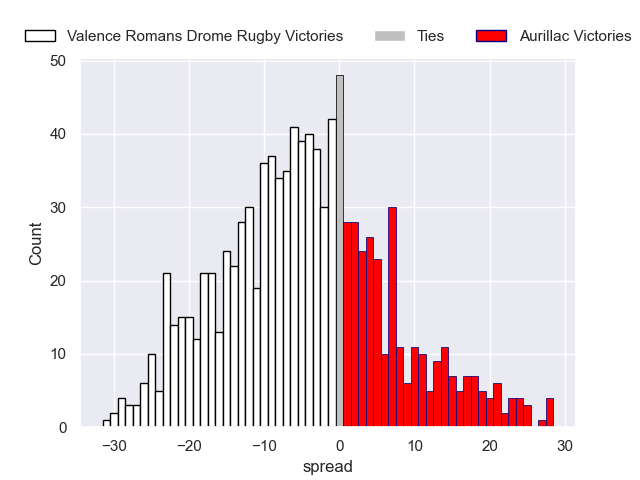 Valence Romans Drome Rugby Victories Ties Aurillac Victories
50
40
30
20
10
0
Count
−30 −20 −10 0 10 20 30
spread